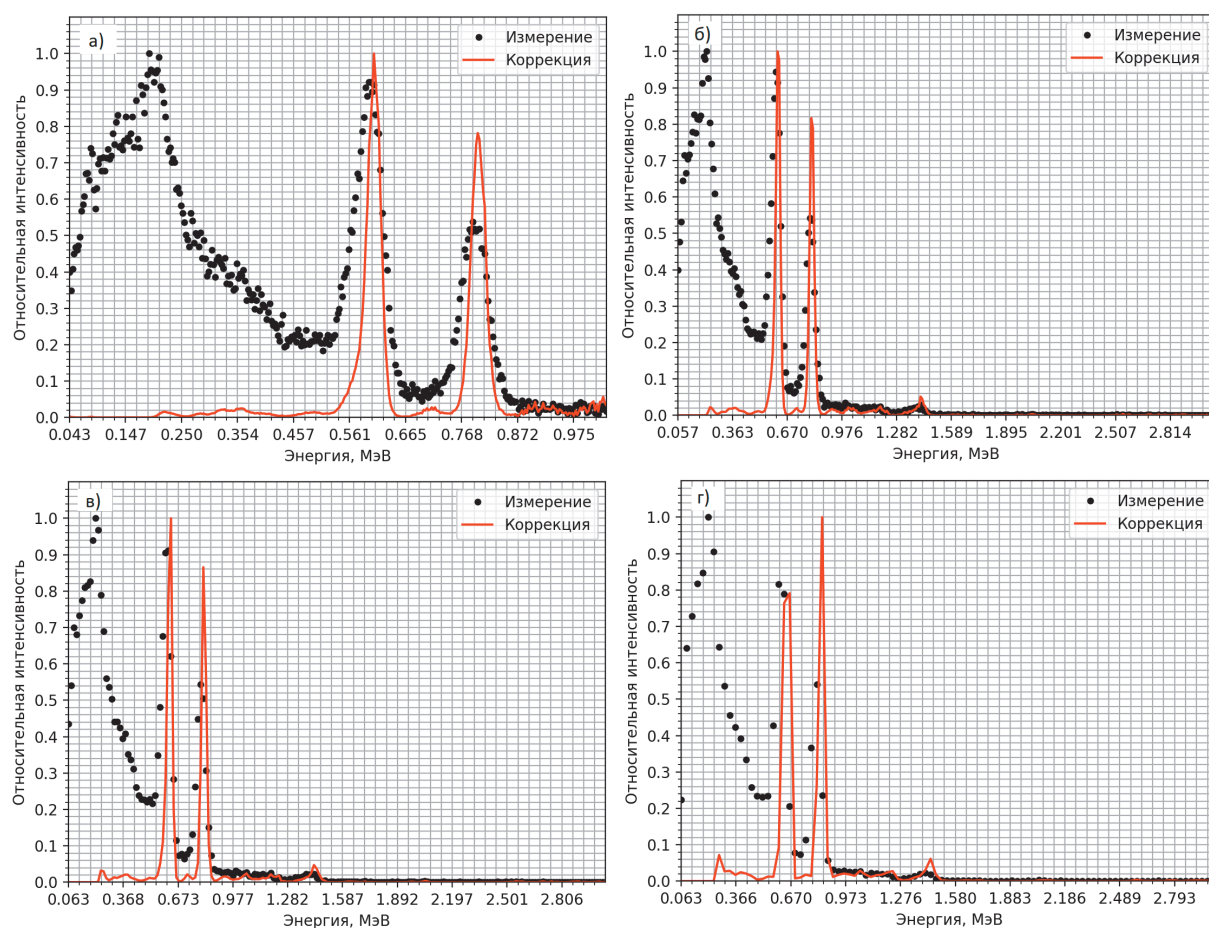 а)
Измерение
Коррекция
Относительная интенсивность
1.0
0.9
0.8
0.7
0.6
0.5
0.4
0.3
0.2
0.1
0.0
0.043 0.147 0.250 0.354 0.457 0.561 0.665 0.768 0.872 0.975
Энергия, МэВ
б)
Измерение
Коррекция
Относительная интенсивность
1.0
0.9
0.8
0.7
0.6
0.5
0.4
0.3
0.2
0.1
0.0
0.057 0.363 0.670 0.976 1.282 1.589 1.895 2.201 2.507 2.814
Энергия, МэВ
в)
Измерение
Коррекция
Относительная интенсивность
1.0
0.9
0.8
0.7
0.6
0.5
0.4
0.3
0.2
0.1
0.0
0.063 0.368 0.673 0.977 1.282 1.587 1.892 2.197 2.501 2.806
Энергия, МэВ
г)
Измерение
Коррекция
Относительная интенсивность
1.0
0.9
0.8
0.7
0.6
0.5
0.4
0.3
0.2
0.1
0.0
0.063 0.366 0.670 0.973 1.276 1.580 1.883 2.186 2.489 2.793
Энергия, МэВ